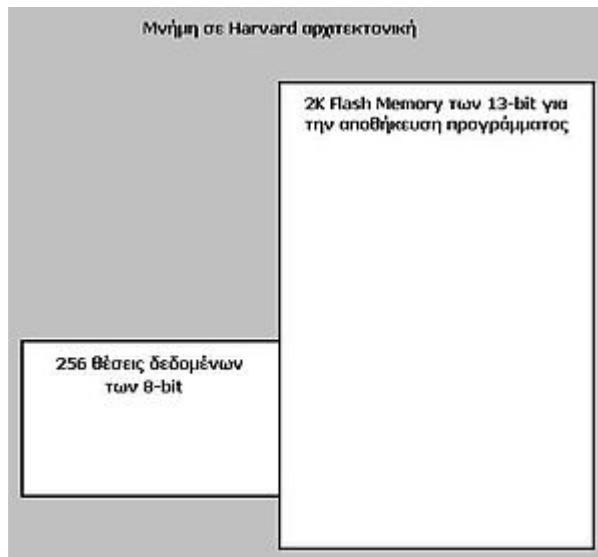 Μνήμη σε Harvard αρχιτεκτονική
2K Flash Memory των 13-bit για
την αποθήκευση προγράμματος
256 θέσεις δεδομένων
των 8-bit